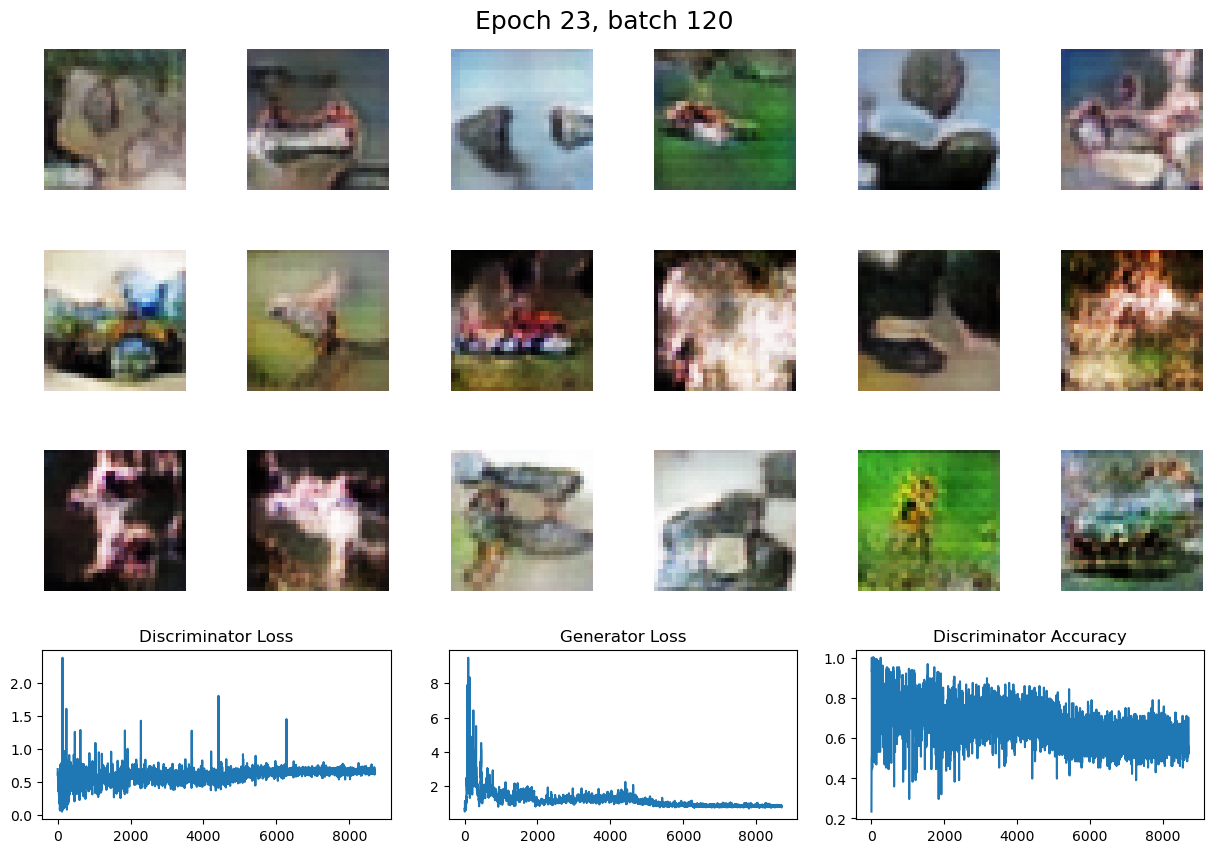 Epoch 23, batch 120
Discriminator Loss
Generator Loss
Discriminator Accuracy
2.0
1.5
1.0
0.5
0.0
0 2000 4000 6000 8000
8
6
4
2
0 2000 4000 6000 8000
1.0
0.8
0.6
0.4
0.2
0 2000 4000 6000 8000